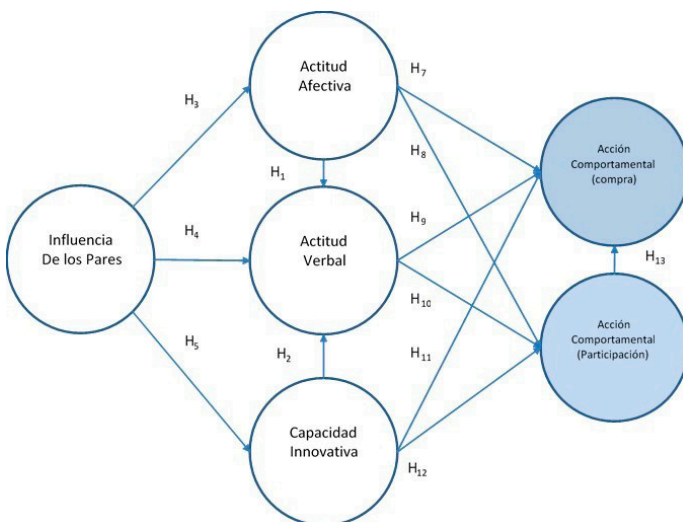 Actitud
Afectiva
H7
H3
H8
Acción
Comportamental
(compra)
H1
H4
Actitud
Verbal
H9
Influencia
De los Pares
H13
H10
Acción
Comportamental
(Participación)
H5
H2
H11
Capacidad
Innovativa
H12